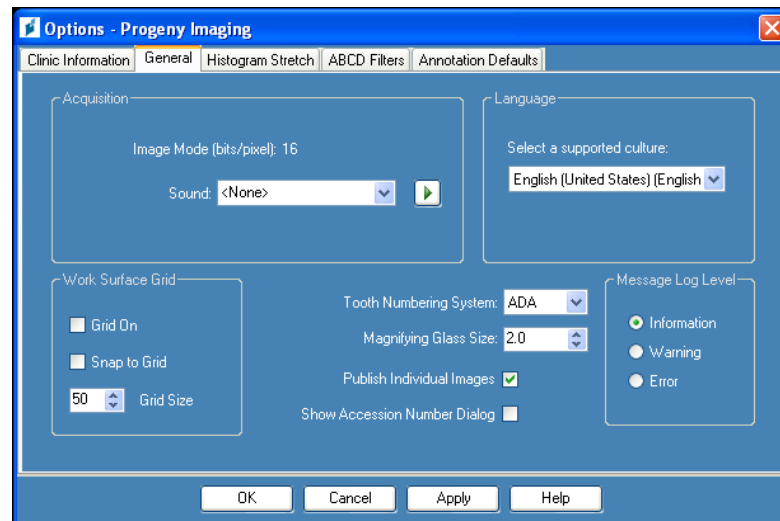 Options - Progeny Imaging
Clinic Information General Histogram Stretch ABCD Filters Annotation Defaults
Acquisition
Image Mode (bits/pixel): 16
Sound: <None>
Language
Select a supported culture:
English (United States) (English
Work Surface Grid
Grid On
Snap to Grid
50 Grid Size
Tooth Numbering System: ADA
Magnifying Glass Size: 2.0
Publish Individual Images
Show Accession Number Dialog
Message Log Level
Information
Warning
Error
OK Cancel Apply Help